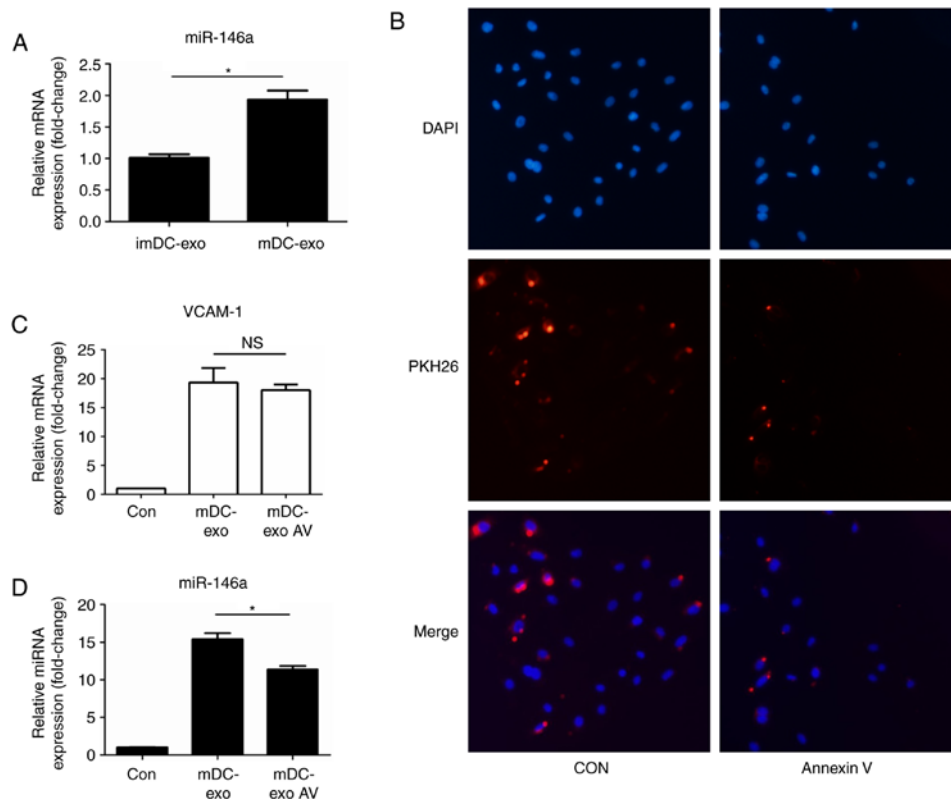 A
miR-146a
Relative mRNA
expression (fold-change)
2.5
2.0
1.5
1.0
0.5
0.0
*
imDC-exo
mDC-exo
B
DAPI
PKH26
Merge
CON
Annexin V
C
VCAM-1
Relative mRNA
expression (fold-change)
25
20
15
10
5
0
NS
Con
mDC-
exo
mDC-
exo AV
D
miR-146a
Relative miRNA
expression (fold-change)
20
15
10
5
0
*
Con
mDC-
exo
mDC-
exo AV